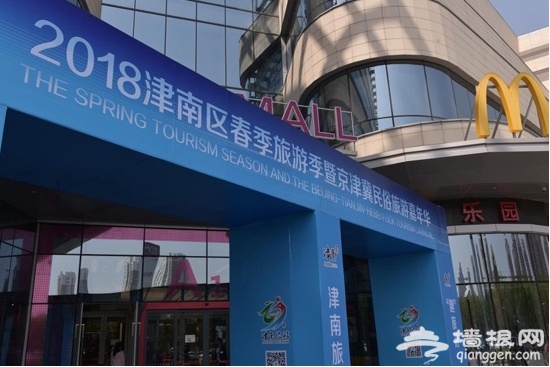 2018津南区春季旅游季暨京津冀民俗旅游嘉年华
THE SPRING TOURISM SEASON AND THE BEIJING-TIANJIN-HEBEI FOLK TOURISM CARNIVAL
MALL
乐园
A1
津南旅
墙根网
qianggen.com